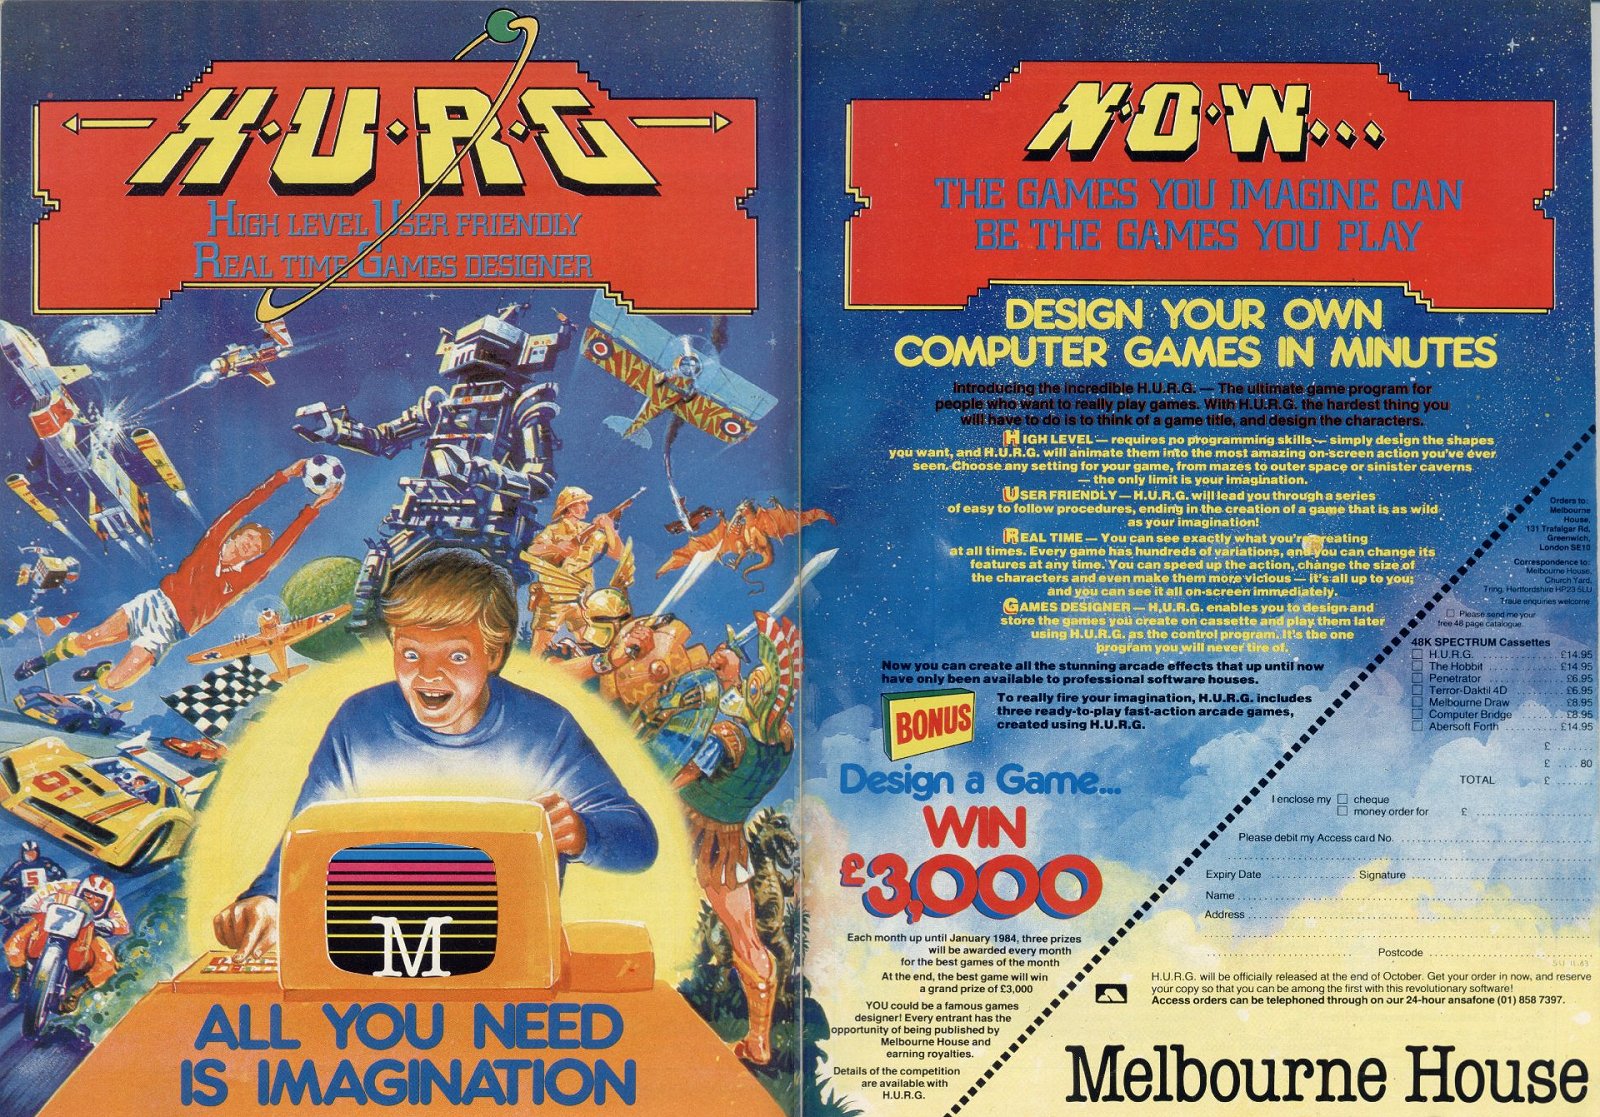 H·U·R·G
HIGH LEVEL USER FRIENDLY
REAL TIME GAMES DESIGNER
01
5
7
M
ALL YOU NEED
IS IMAGINATION
N·O·W...
THE GAMES YOU IMAGINE CAN
BE THE GAMES YOU PLAY
DESIGN YOUR OWN
COMPUTER GAMES IN MINUTES
Introducing the incredible H.U.R.G. — The ultimate game program for
people who want to really play games. With H.U.R.G. the hardest thing you
will have to do is to think of a game title, and design the characters.
HIGH LEVEL — requires no programming skills — simply design the shapes
you want, and H.U.R.G. will animate them into the most amazing on-screen action you've ever
seen. Choose any setting for your game, from mazes to outer space or sinister caverns
— the only limit is your imagination.
USER FRIENDLY — H.U.R.G. will lead you through a series
of easy to follow procedures, ending in the creation of a game that is as wild
as your imagination!
REAL TIME — You can see exactly what you're creating
at all times. Every game has hundreds of variations, and you can change its
features at any time. You can speed up the action, change the size of
the characters and even make them more vicious — it's all up to you;
and you can see it all on-screen immediately.
GAMES DESIGNER — H,U.R.G. enables you to design and
store the games you create on cassette and play them later
using H.U.R.G. as the control program. It's the one
program you will never tire of.
Now you can create all the stunning arcade effects that up until now
have only been available to professional software houses.
BONUS
To really fire your imagination, H.U.R.G. includes
three ready-to-play fast-action arcade games,
created using H.U.R.G.
Design a Game...
WIN
£3,000
Each month up until January 1984, three prizes
will be awarded every month
for the best games of the month
At the end, the best game will win
a grand prize of £3,000
YOU could be a famous games
designer! Every entrant has the
opportunity of being published by
Melbourne House and
earning royalties.
Details of the competition
are available with
H.U.R.G.
Orders to:
Melbourne
House,
131 Trafalgar Rd,
Greenwich,
London SE10
Correspondence to:
Melbourne House,
Church Yard,
Tring, Hertfordshire HP23 5LU
Trade enquiries welcome.
Please send me your
free 48 page catalogue.
48K SPECTRUM Cassettes
H.U.R.G. £14.95
The Hobbit £14.95
Penetrator £6.95
Terror-Daktil 4D £6.95
Melbourne Draw £8.95
Computer Bridge £8.95
Abersoft Forth £14.95
£
£ .... 80
TOTAL £
I enclose my cheque
money order for £
Please debit my Access card No.
Expiry Date Signature
Name
Address
Postcode
SU 11.83
H.U.R.G. will be officially released at the end of October. Get your order in now, and reserve
your copy so that you can be among the first with this revolutionary software!
Access orders can be telephoned through on our 24-hour ansafone (01) 858 7397.
Melbourne House